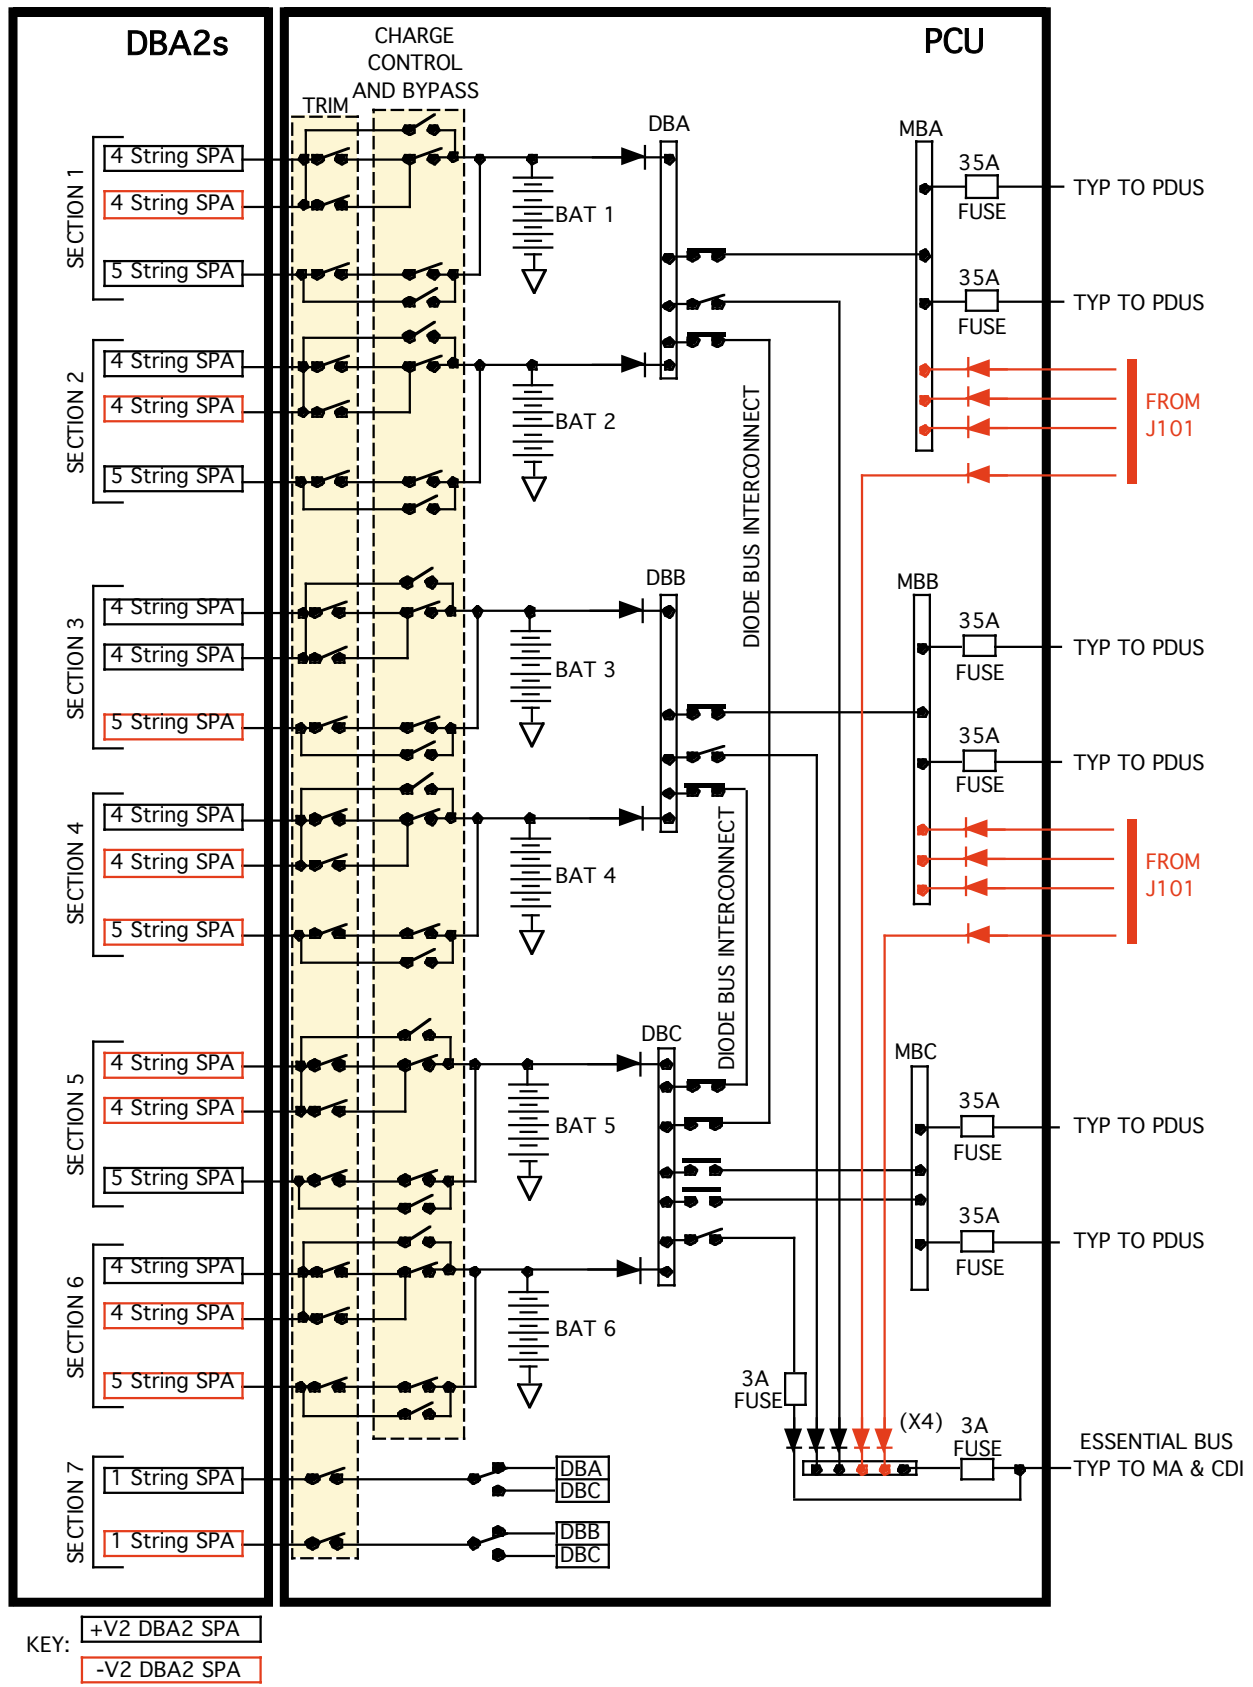 DBA2s
CHARGE
CONTROL
AND BYPASS
PCU
TRIM
DBA
MBA
SECTION 1
4 String SPA
4 String SPA
5 String SPA
BAT 1
35A
FUSE
TYP TO PDUS
35A
FUSE
TYP TO PDUS
SECTION 2
4 String SPA
4 String SPA
5 String SPA
BAT 2
FROM
J101
DIODE BUS INTERCONNECT
DBB
MBB
SECTION 3
4 String SPA
4 String SPA
5 String SPA
BAT 3
35A
FUSE
TYP TO PDUS
35A
FUSE
TYP TO PDUS
SECTION 4
4 String SPA
4 String SPA
5 String SPA
BAT 4
FROM
J101
DIODE BUS INTERCONNECT
DBC
MBC
SECTION 5
4 String SPA
4 String SPA
5 String SPA
BAT 5
35A
FUSE
TYP TO PDUS
35A
FUSE
TYP TO PDUS
SECTION 6
4 String SPA
4 String SPA
5 String SPA
BAT 6
3A
FUSE
(X4)
3A
FUSE
ESSENTIAL BUS
TYP TO MA & CDI
SECTION 7
1 String SPA
DBA
DBC
1 String SPA
DBB
DBC
KEY:
+V2 DBA2 SPA
-V2 DBA2 SPA